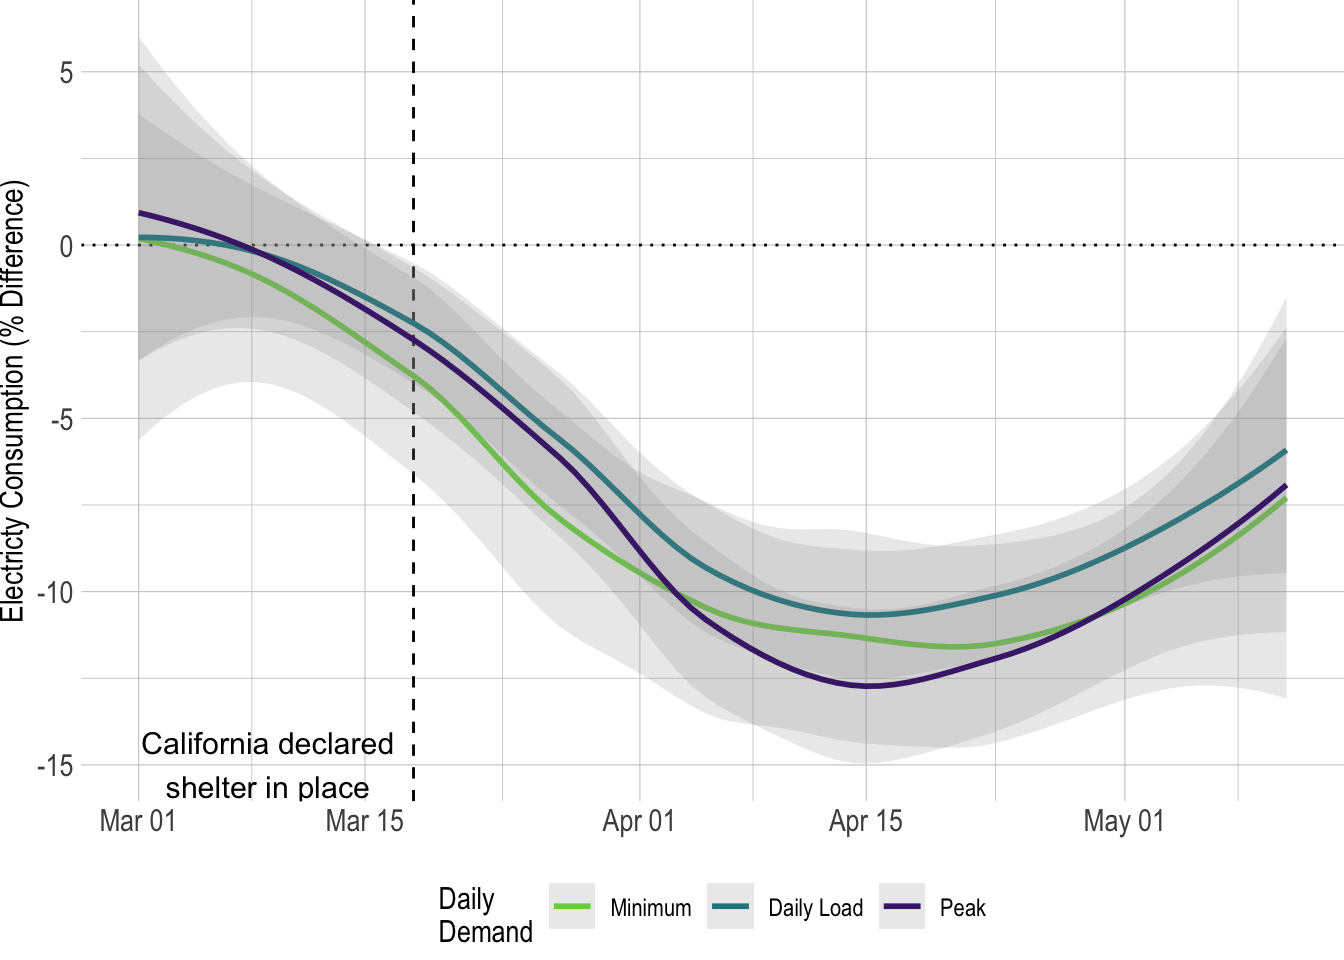 Electricty Consumption (% Difference)
5
0
-5
-10
-15
California declared
shelter in place
Mar 01 Mar 15 Apr 01 Apr 15 May 01
Daily
Demand
Minimum Daily Load Peak